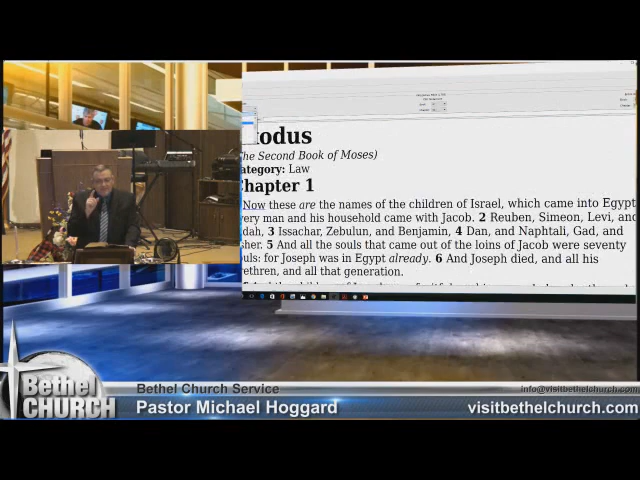 odus
he Second Book of Moses)
ategory: Law
hapter 1
Now these are the names of the children of Israel, which came into Egypt
very man and his household came with Jacob. 2 Reuben, Simeon, Levi, and
dah, 3 Issachar, Zebulun, and Benjamin, 4 Dan, and Naphtali, Gad, and
sher. 5 And all the souls that came out of the loins of Jacob were seventy
uls: for Joseph was in Egypt already. 6 And Joseph died, and all his
rethren, and all that generation.
Bethel
CHURCH
Bethel Church Service
info@visitbethelchurch.com
Pastor Michael Hoggard
visitbethelchurch.com